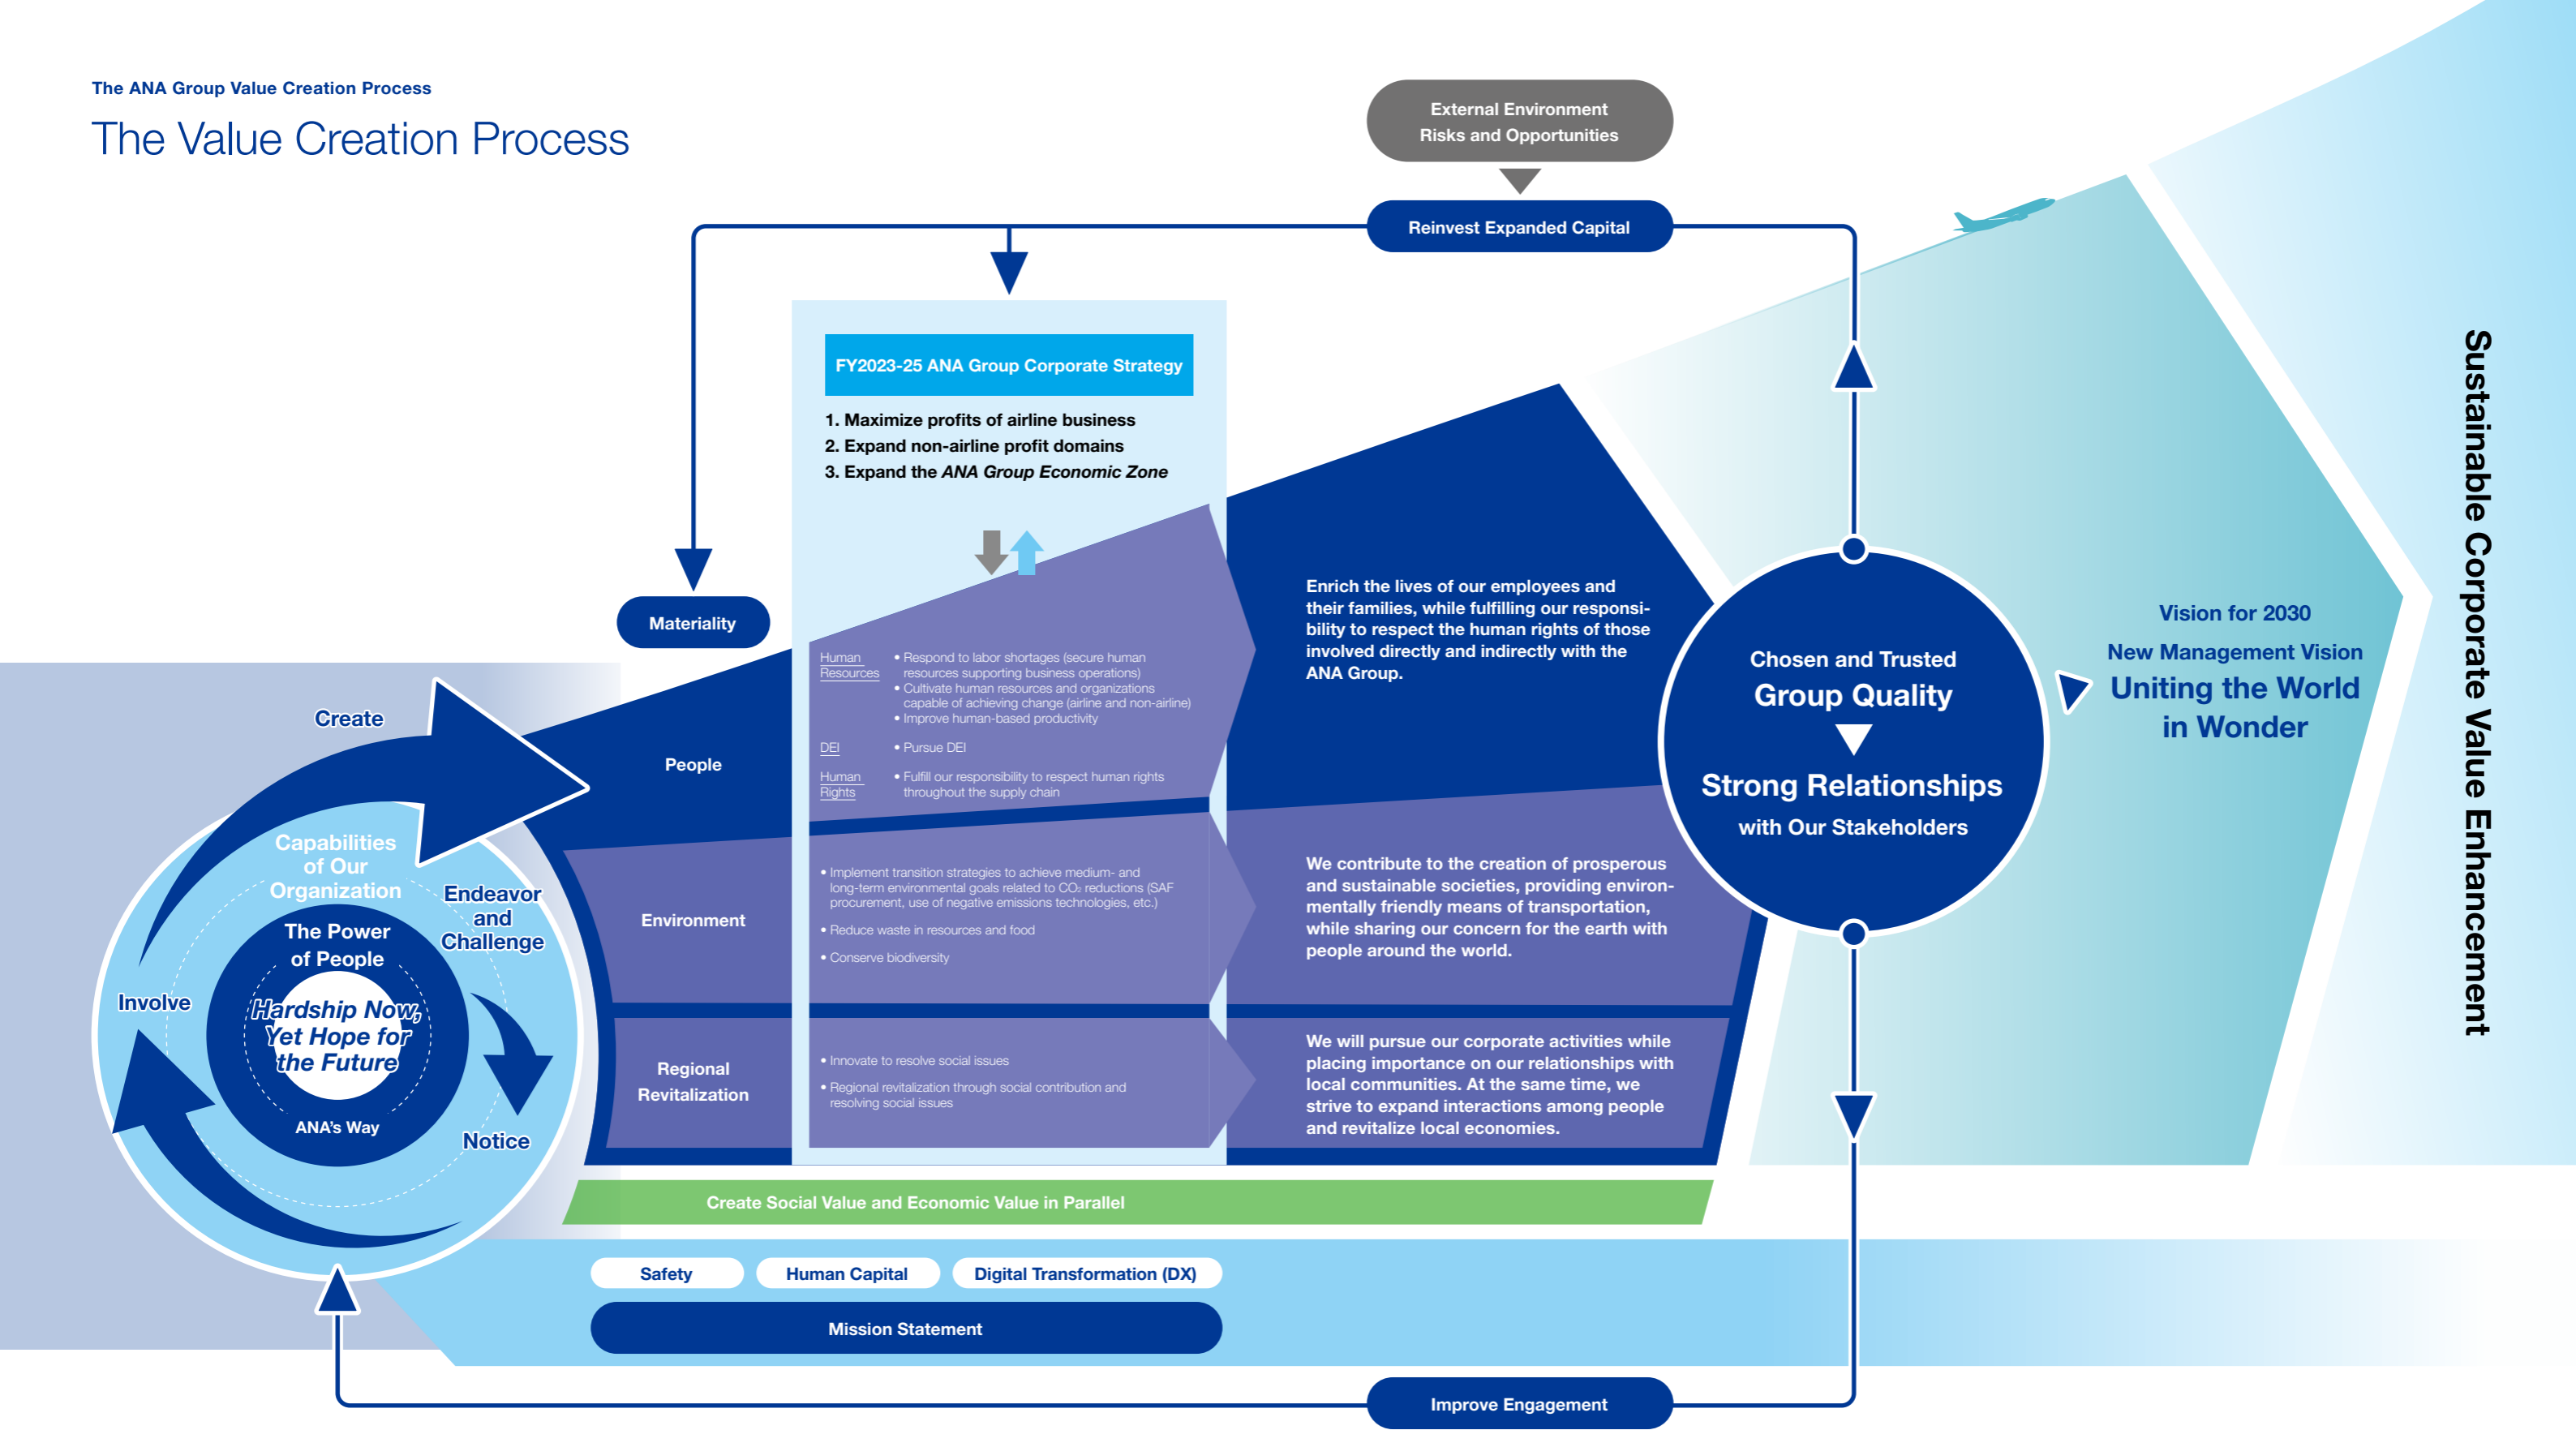 The ANA Group Value Creation Process
The Value Creation Process
External Environment
Risks and Opportunities
Reinvest Expanded Capital
FY2023-25 ANA Group Corporate Strategy
1. Maximize profits of airline business
2. Expand non-airline profit domains
3. Expand the ANA Group Economic Zone
Materiality
People
Human
Resources
• Respond to labor shortages (secure human
resources supporting business operations)
• Cultivate human resources and organizations
capable of achieving change (airline and non-airline)
• Improve human-based productivity
DEI
• Pursue DEI
Human
Rights
• Fulfill our responsibility to respect human rights
throughout the supply chain
Enrich the lives of our employees and
their families, while fulfilling our responsi-
bility to respect the human rights of those
involved directly and indirectly with the
ANA Group.
Environment
• Implement transition strategies to achieve medium- and
long-term environmental goals related to CO₂ reductions (SAF
procurement, use of negative emissions technologies, etc.)
• Reduce waste in resources and food
• Conserve biodiversity
We contribute to the creation of prosperous
and sustainable societies, providing environ-
mentally friendly means of transportation,
while sharing our concern for the earth with
people around the world.
Regional
Revitalization
• Innovate to resolve social issues
• Regional revitalization through social contribution and
resolving social issues
We will pursue our corporate activities while
placing importance on our relationships with
local communities. At the same time, we
strive to expand interactions among people
and revitalize local economies.
Create
Capabilities
of Our
Organization
Endeavor
and
Challenge
The Power
of People
Involve
Hardship Now,
Yet Hope for
the Future
ANA's Way
Notice
Chosen and Trusted
Group Quality
Strong Relationships
with Our Stakeholders
Vision for 2030
New Management Vision
Uniting the World
in Wonder
Sustainable Corporate Value Enhancement
Create Social Value and Economic Value in Parallel
Safety
Human Capital
Digital Transformation (DX)
Mission Statement
Improve Engagement